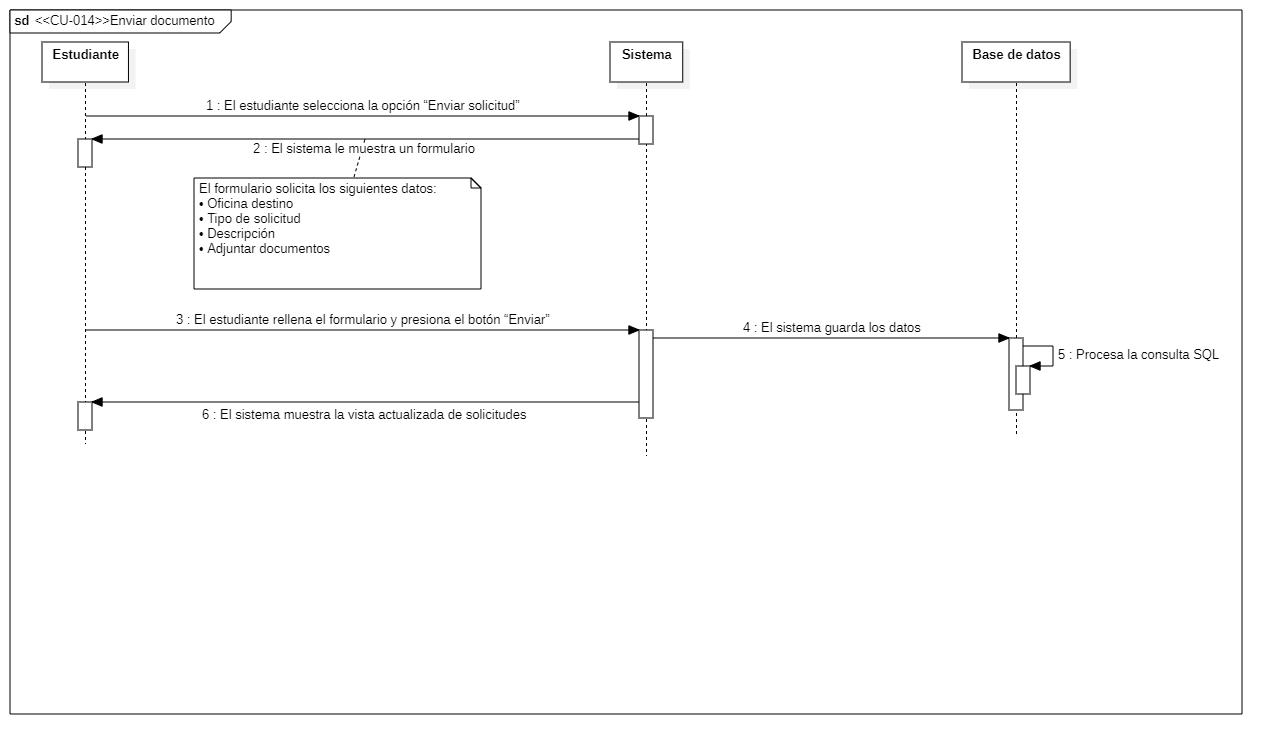 sd <<CU-014>>Enviar documento
Estudiante
Sistema
Base de datos
1 : El estudiante selecciona la opción “Enviar solicitud”
2 : El sistema le muestra un formulario
El formulario solicita los siguientes datos:
• Oficina destino
• Tipo de solicitud
• Descripción
• Adjuntar documentos
3 : El estudiante rellena el formulario y presiona el botón “Enviar”
4 : El sistema guarda los datos
5 : Procesa la consulta SQL
6 : El sistema muestra la vista actualizada de solicitudes